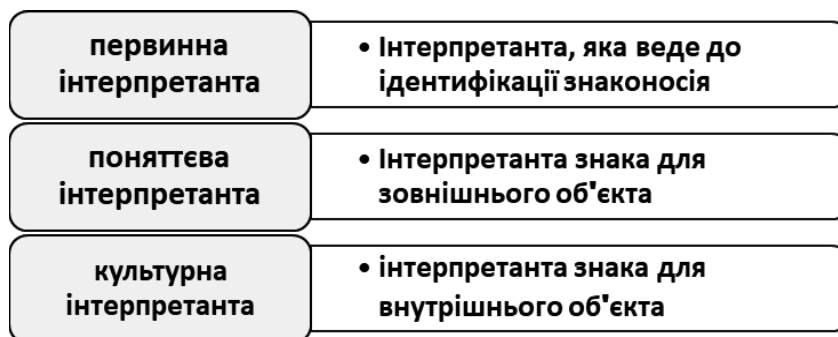 первинна
інтерпретанта
• Інтерпретанта, яка веде до
ідентифікації знаконосія
поняттєва
інтерпретанта
• Інтерпретанта знака для
зовнішнього об'єкта
культурна
інтерпретанта
• інтерпретанта знака для
внутрішнього об'єкта